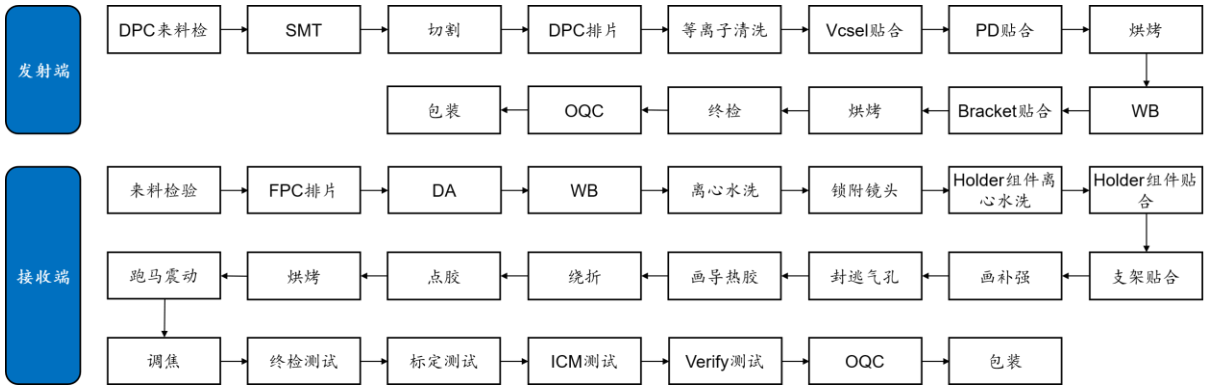 发射端
DPC来料检
SMT
切割
DPC排片
等离子清洗
Vcsel贴合
PD贴合
烘烤
WB
Bracket贴合
烘烤
终检
OQC
包装
接收端
来料检验
FPC排片
DA
WB
离心水洗
锁附镜头
Holder组件离
心水洗
Holder组件贴
合
支架贴合
画补强
封逃气孔
画导热胶
绕折
点胶
烘烤
跑马震动
调焦
终检测试
标定测试
ICM测试
Verify测试
OQC
包装